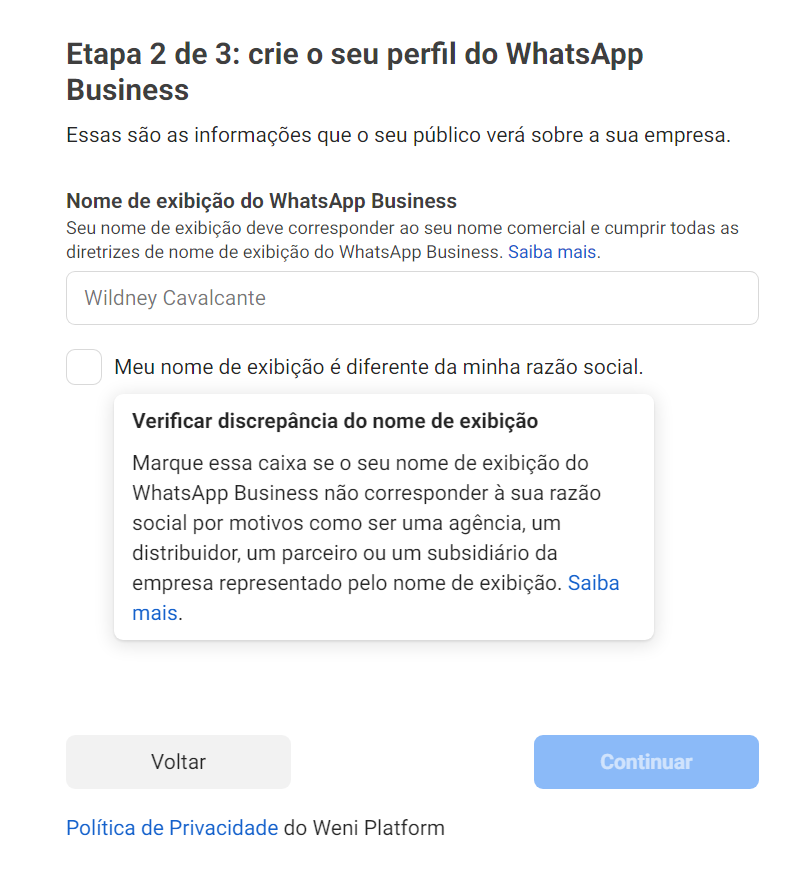 Etapa 2 de 3: crie o seu perfil do WhatsApp
Business
Essas são as informações que o seu público verá sobre a sua empresa.
Nome de exibição do WhatsApp Business
Seu nome de exibição deve corresponder ao seu nome comercial e cumprir todas as
diretrizes de nome de exibição do WhatsApp Business. Saiba mais.
Wildney Cavalcante
Meu nome de exibição é diferente da minha razão social.
Verificar discrepância do nome de exibição
Marque essa caixa se o seu nome de exibição do
WhatsApp Business não corresponder à sua razão
social por motivos como ser uma agência, um
distribuidor, um parceiro ou um subsidiário da
empresa representado pelo nome de exibição. Saiba
mais.
Voltar
Continuar
Política de Privacidade do Weni Platform